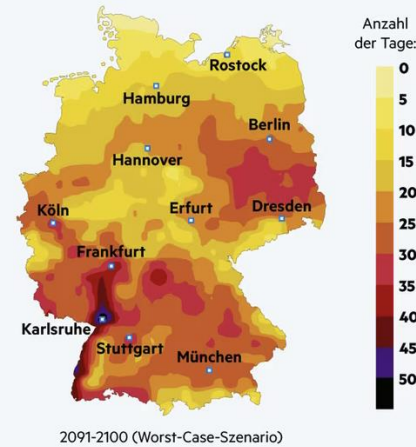 Anzahl
der Tage:
0
5
10
15
20
25
30
35
40
45
50
Rostock
Hamburg
Berlin
Hannover
Köln
Erfurt
Dresden
Frankfurt
Karlsruhe
Stuttgart
München
2091-2100 (Worst-Case-Szenario)